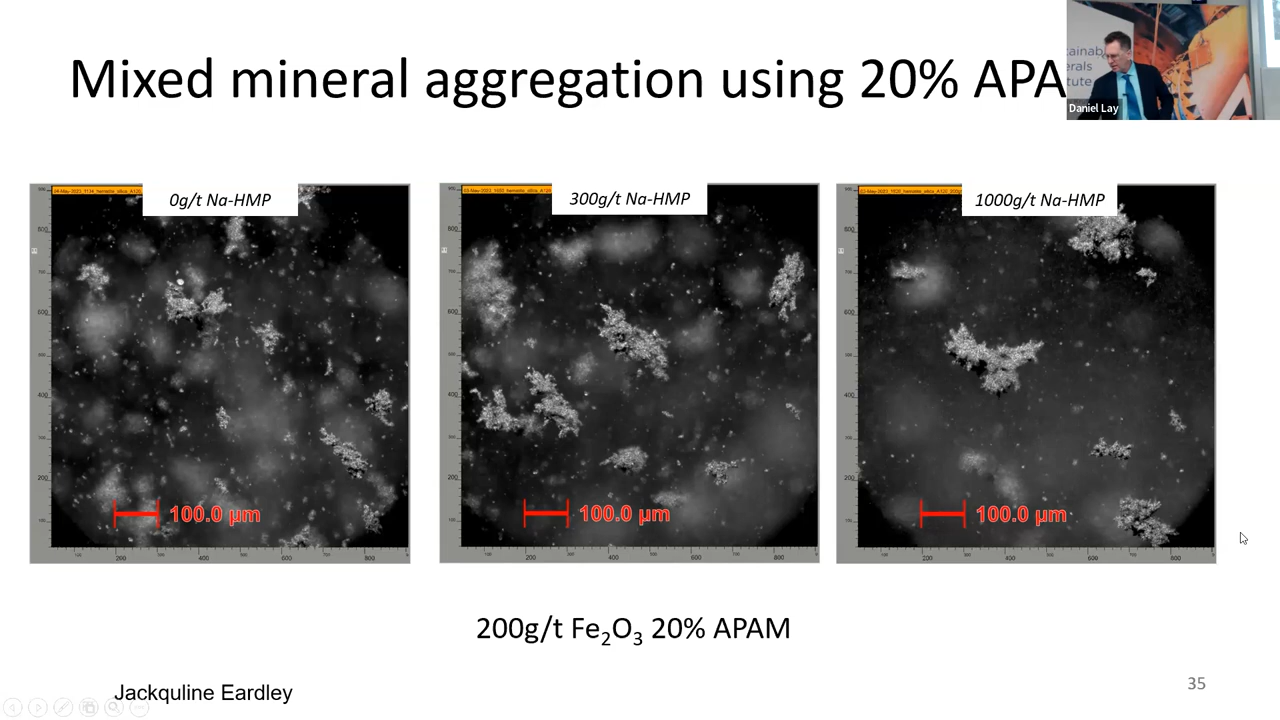 Mixed mineral aggregation using 20% APA
Daniel Lay
0g/t Na-HMP
300g/t Na-HMP
1000g/t Na-HMP
100.0 µm
100.0 µm
100.0 µm
200g/t Fe₂O₃ 20% APAM
Jackquline Eardley
35